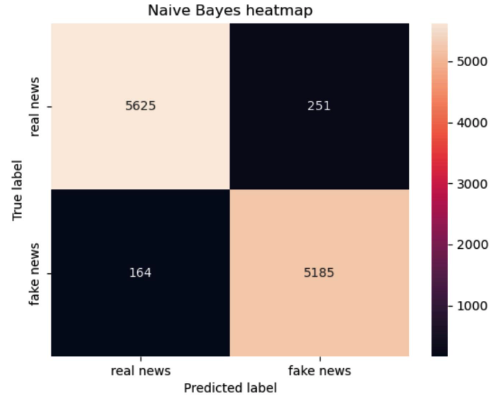 Naive Bayes heatmap
real news
5625
251
5000
4000
3000
True label
2000
fake news
164
5185
1000
real news
fake news
Predicted label